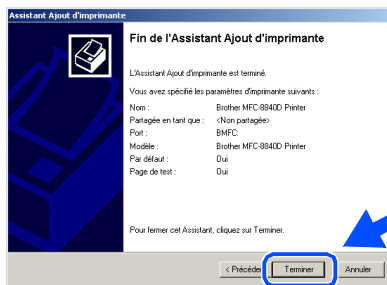 Assistant Ajout d'imprimante
Fin de l'Assistant Ajout d'imprimante
L'Assistant Ajout d'imprimante est terminé.
Vous avez spécifié les paramètres d'imprimante suivants :
Nom : Brother MFC-8840D Printer
Partagée en tant que : <Non partagée>
Port : BMFC:
Modèle : Brother MFC-8840D Printer
Par défaut : Oui
Page de test : Oui
Pour fermer cet Assistant, cliquez sur Terminer.
< Précéden Terminer Annuler